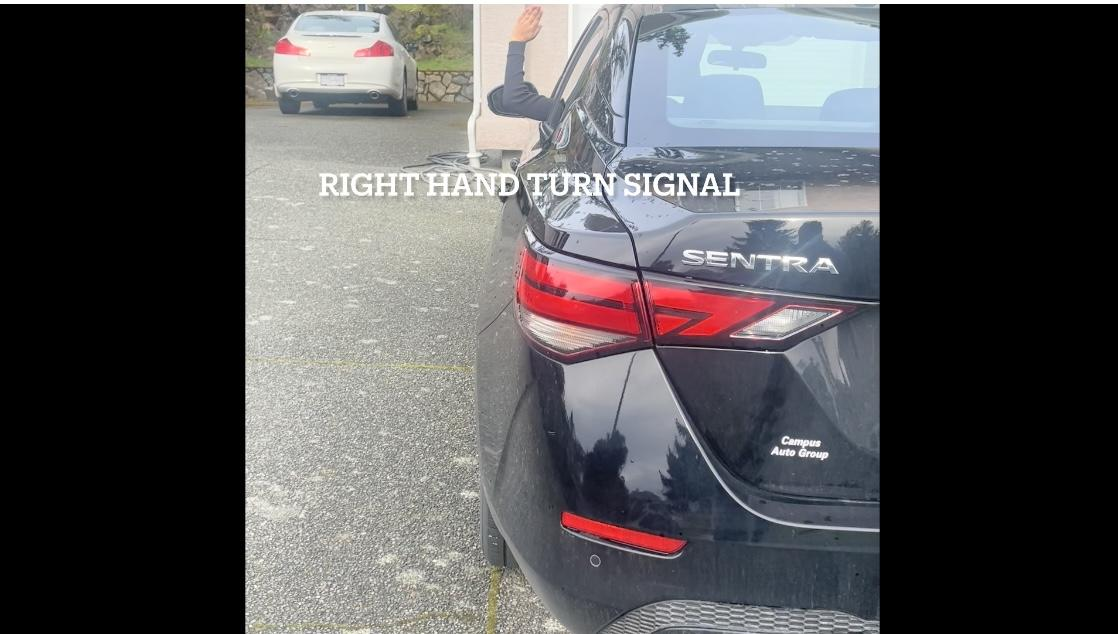 RIGHT HAND TURN SIGNAL
SENTRA
Campus
Auto Group